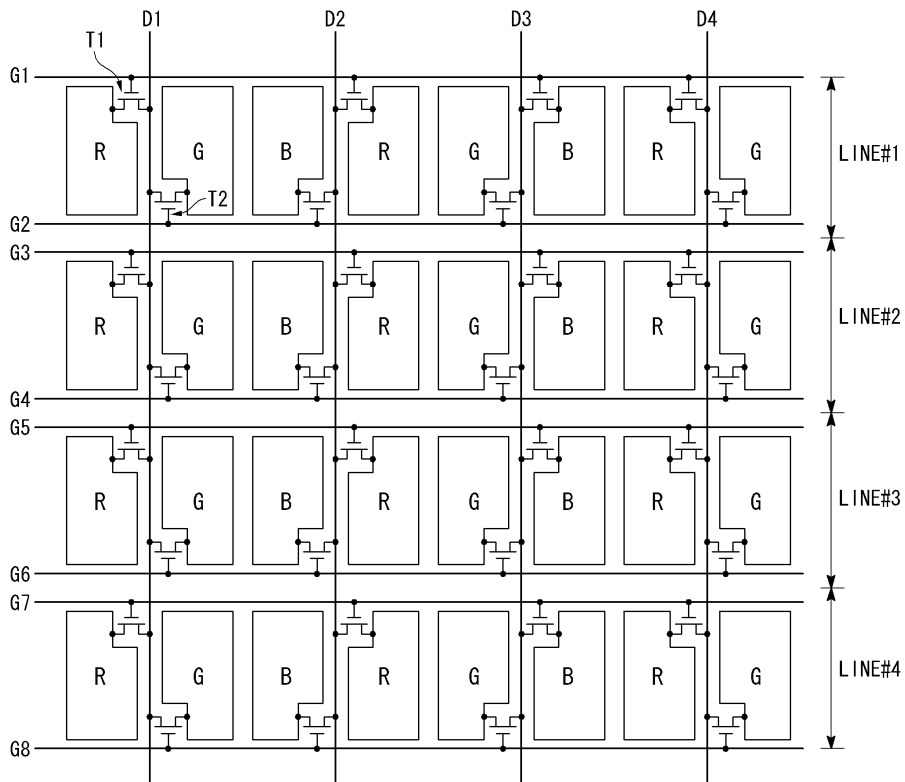 D1 D2 D3 D4
T1
G1
R G B R G B R G LINE#1
T2
G2
G3
R G B R G B R G LINE#2
G4
G5
R G B R G B R G LINE#3
G6
G7
R G B R G B R G LINE#4
G8